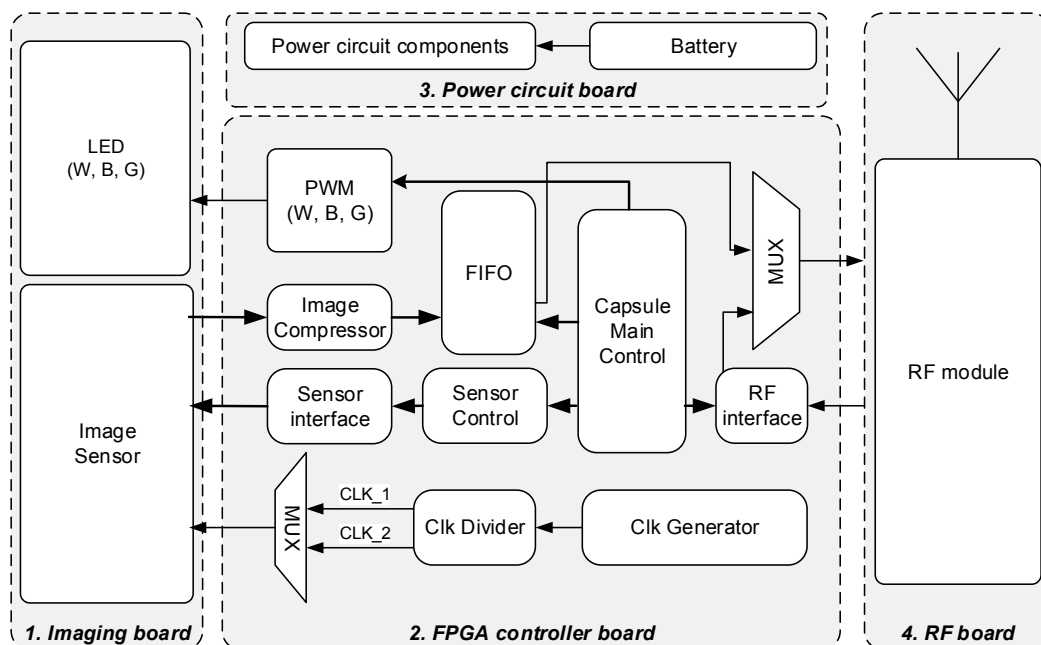 LED
(W, B, G)
Image
Sensor
1. Imaging board
Power circuit components
Battery
3. Power circuit board
PWM
(W, B, G)
FIFO
Capsule
Main
Control
MUX
Image
Compressor
Sensor
interface
Sensor
Control
RF
interface
MUX
CLK_1
CLK_2
Clk Divider
Clk Generator
2. FPGA controller board
RF module
4. RF board